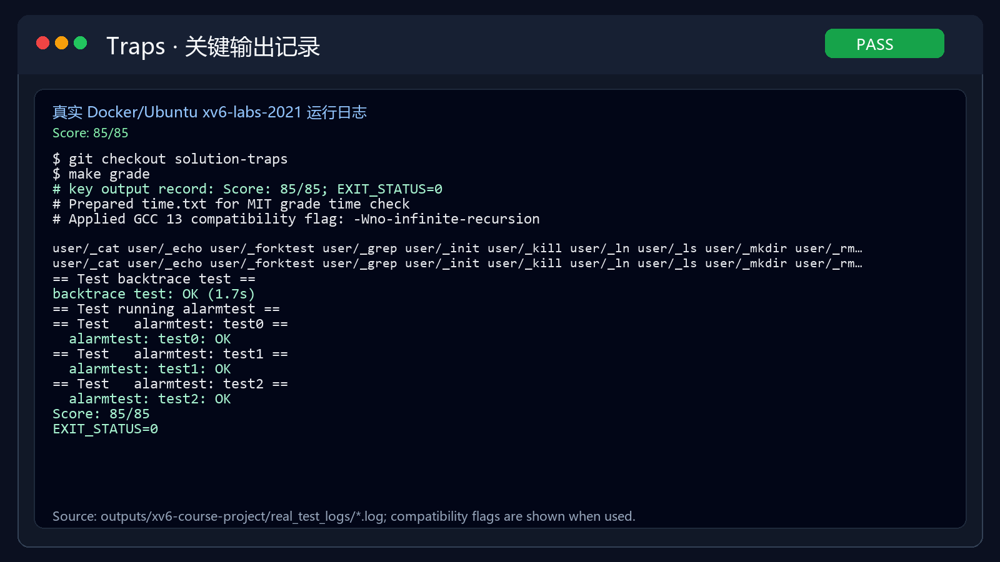 Traps · 关键输出记录
PASS
真实 Docker/Ubuntu xv6-labs-2021 运行日志
Score: 85/85
$ git checkout solution-traps
$ make grade
# key output record: Score: 85/85; EXIT_STATUS=0
# Prepared time.txt for MIT grade time check
# Applied GCC 13 compatibility flag: -Wno-infinite-recursion
user/_cat user/_echo user/_forktest user/_grep user/_init user/_kill user/_ln user/_ls user/_mkdir user/_rm…
user/_cat user/_echo user/_forktest user/_grep user/_init user/_kill user/_ln user/_ls user/_mkdir user/_rm…
== Test backtrace test ==
backtrace test: OK (1.7s)
== Test running alarmtest ==
== Test   alarmtest: test0 ==
  alarmtest: test0: OK
== Test   alarmtest: test1 ==
  alarmtest: test1: OK
== Test   alarmtest: test2 ==
  alarmtest: test2: OK
Score: 85/85
EXIT_STATUS=0
Source: outputs/xv6-course-project/real_test_logs/*.log; compatibility flags are shown when used.